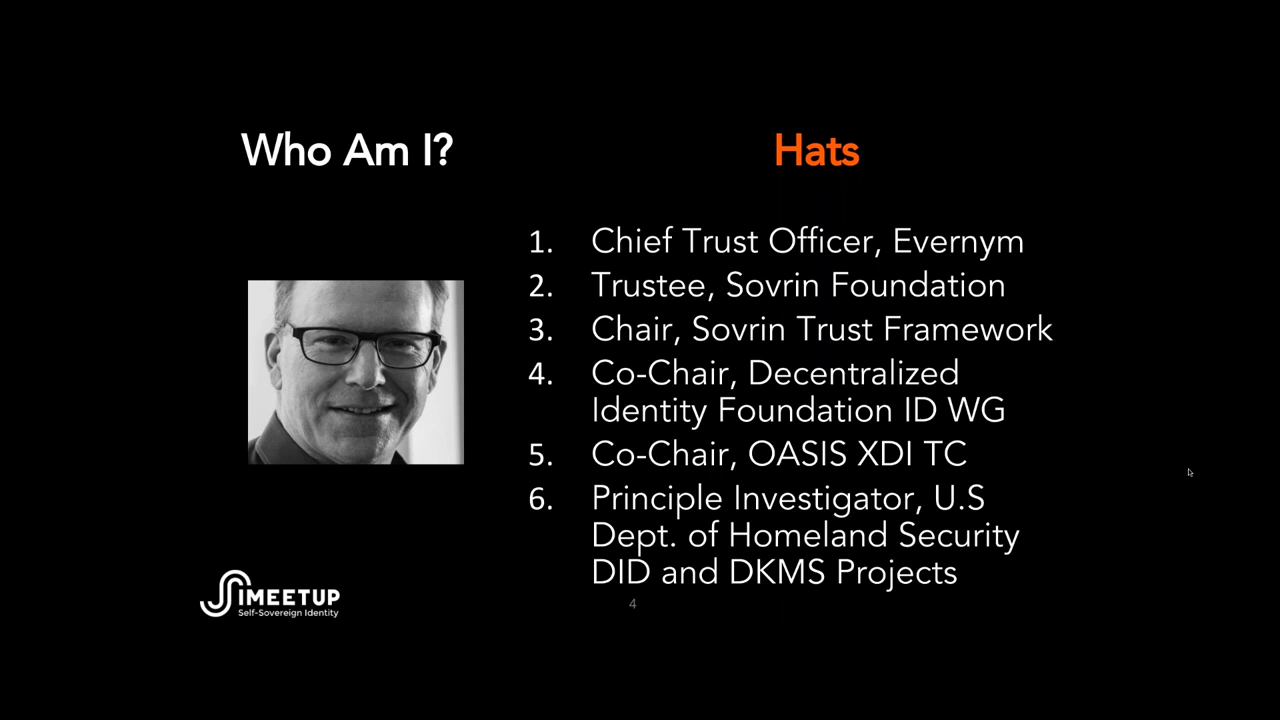 Who Am I?
Hats
1. Chief Trust Officer, Evernym
2. Trustee, Sovrin Foundation
3. Chair, Sovrin Trust Framework
4. Co-Chair, Decentralized
Identity Foundation ID WG
5. Co-Chair, OASIS XDI TC
6. Principle Investigator, U.S
Dept. of Homeland Security
DID and DKMS Projects
4
SSIMEETUP
Self-Sovereign Identity